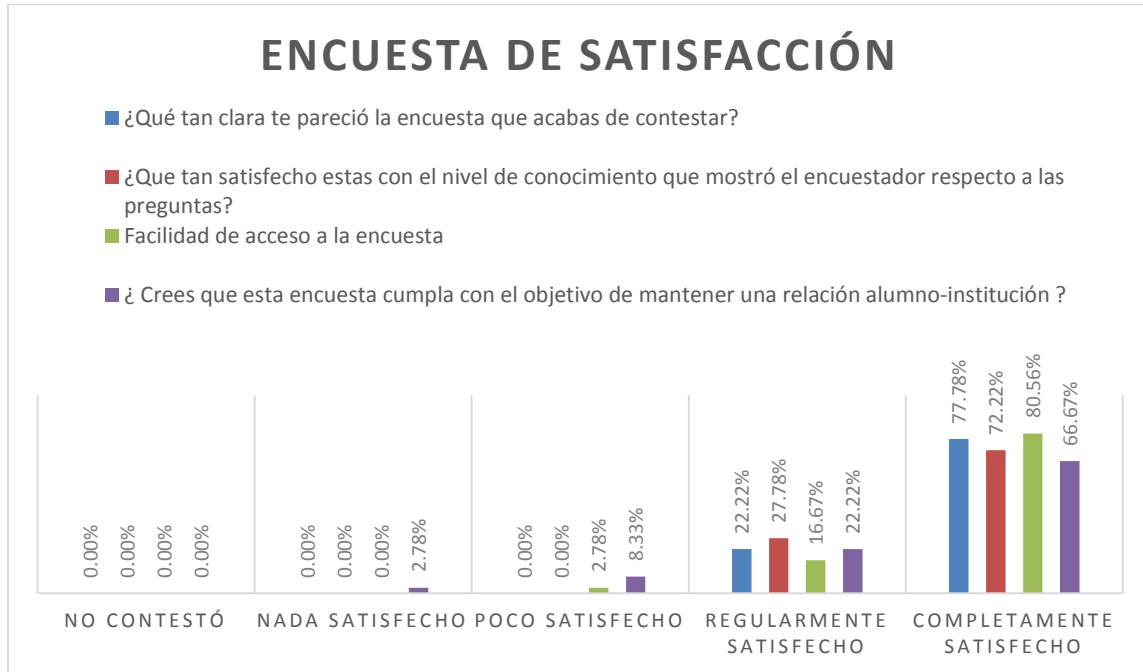 ENCUESTA DE SATISFACCIÓN
¿Qué tan clara te pareció la encuesta que acabas de contestar?
¿Que tan satisfecho estas con el nivel de conocimiento que mostró el encuestador respecto a las
preguntas?
Facilidad de acceso a la encuesta
¿ Crees que esta encuesta cumpla con el objetivo de mantener una relación alumno-institución ?
0.00%
0.00%
0.00%
0.00%
0.00%
0.00%
0.00%
2.78%
0.00%
0.00%
2.78%
8.33%
22.22%
27.78%
16.67%
22.22%
77.78%
72.22%
80.56%
66.67%
NO CONTESTÓ
NADA SATISFECHO
POCO SATISFECHO
REGULARMENTE
SATISFECHO
COMPLETAMENTE
SATISFECHO